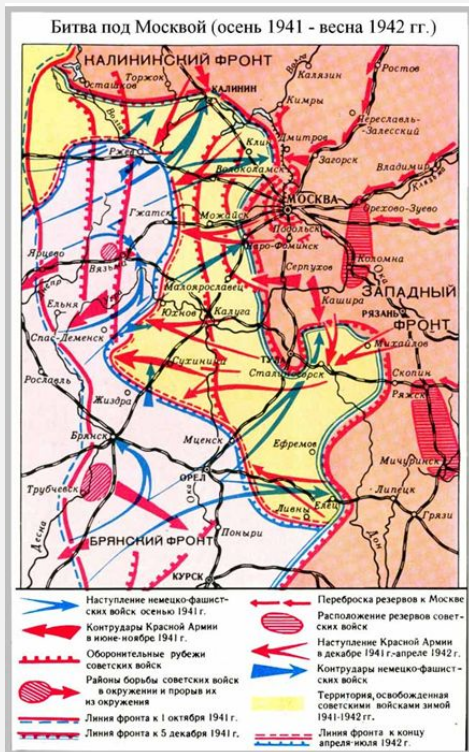 Битва под Москвой (осень 1941 - весна 1942 гг.)
КАЛИНИНСКИЙ ФРОНТ
Осташков
Торжок
Волга
Калязин
Ростов
КАЛИНИН
Кимры
Волга
Переславль-
Залесский
Клин
Дмитров
Ржев
Загорск
Владимир
Волоколамск
Клязьма
МОСКВА
Орехово-Зуево
Гжатск
Можайск
Подольск
Ярцево
Наро-Фоминск
Коломна
Вязьма
Серпухов
Ока
Малоярославец
ЗАПАДНЫЙ
Ельня
Кашира
Юхнов
Калуга
РЯЗАНЬ
ФРОНТ
Спас-Деменск
Михайлов
Сухиничи
ТУЛА
Сталиногорск
Скопин
Рославль
Ряжск
Жиздра
Мценск
Брянск
Ефремов
Мичуринск
ОРЕЛ
Трубчевск
Ока
Липецк
Елец
Ливны
Грязи
Десна
Дон
Поныри
БРЯНСКИЙ ФРОНТ
КУРСК
Наступление немецко-фашист-
ских войск осенью 1941 г.
Контрудары Красной Армии
в июне-ноябре 1941 г.
Оборонительные рубежи
советских войск
Районы борьбы советских войск
в окружении и прорыв их
из окружения
Линия фронта к 1 октября 1941 г.
Линия фронта к 5 декабря 1941 г.
Переброска резервов к Москве
Расположение резервов совет-
ских войск
Наступление Красной Армии
в декабре 1941 г.-апреле 1942 г.
Контрудары немецко-фашист-
ских войск
Территория, освобожденная
советскими войсками зимой
1941-1942 гг.
Линия фронта к концу
апреля-июля 1942 г.